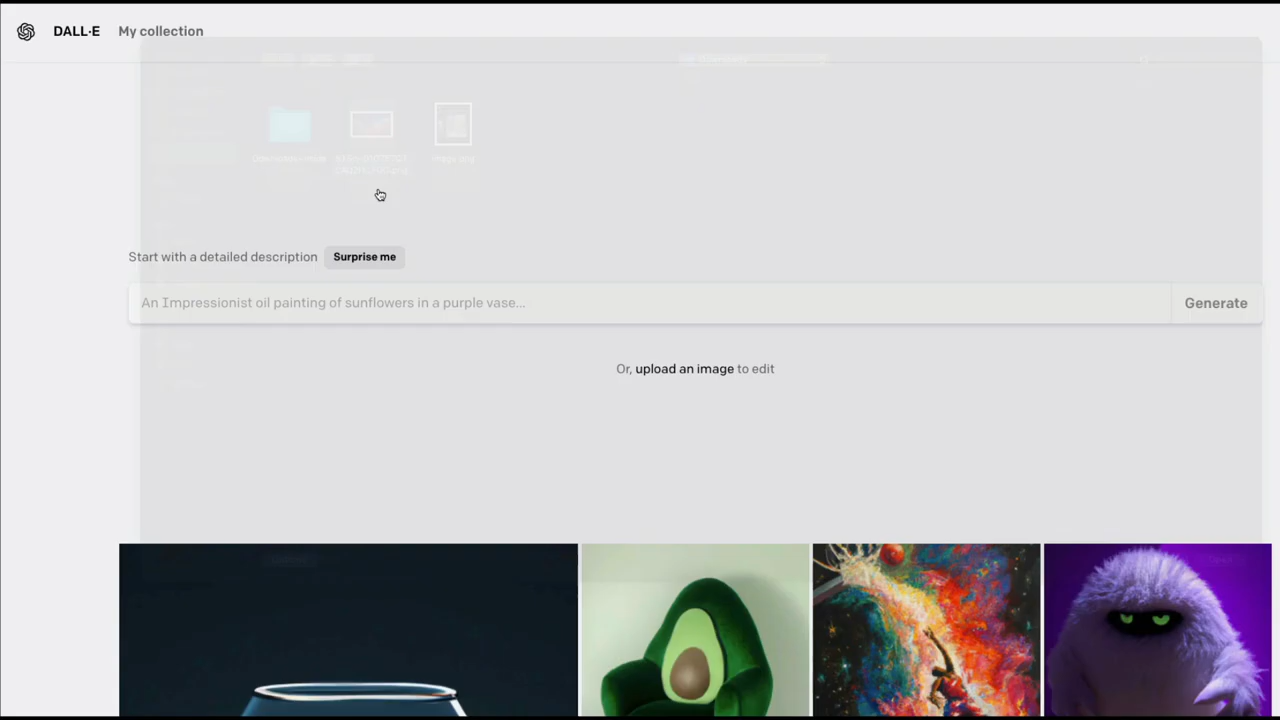 DALL·E My collection
Start with a detailed description Surprise me
An Impressionist oil painting of sunflowers in a purple vase... Generate
Or, upload an image to edit